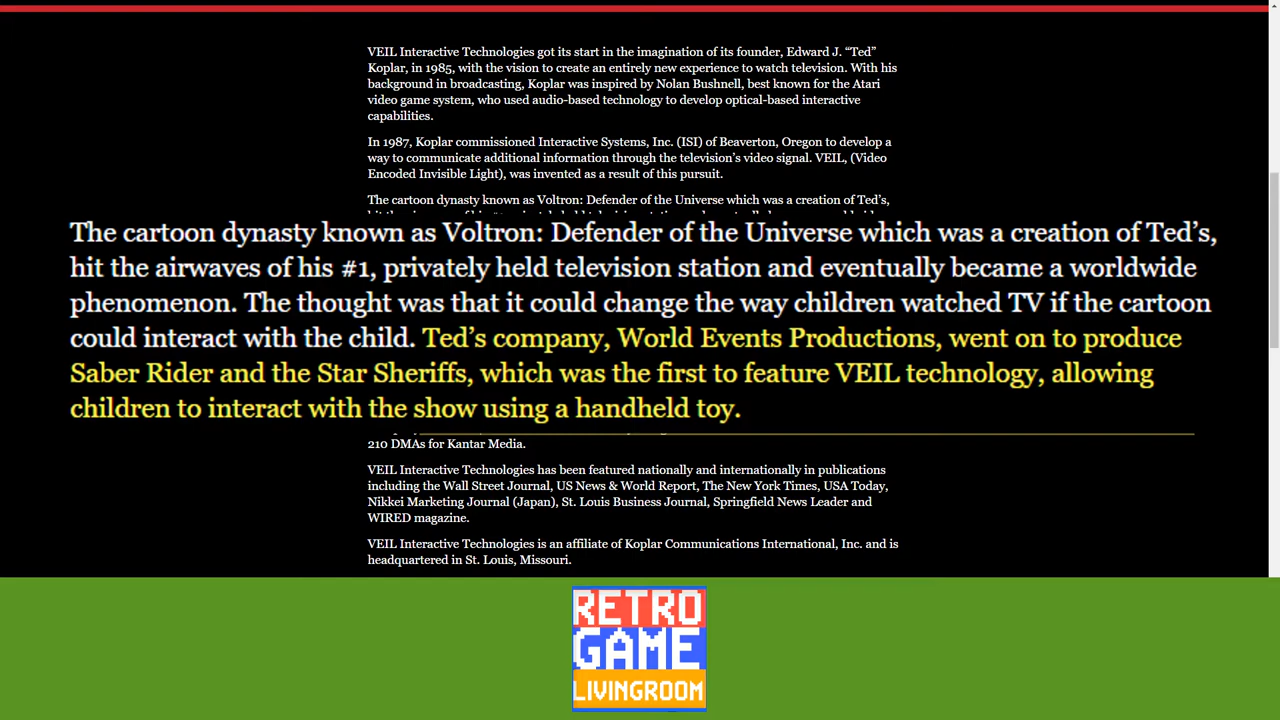 VEIL Interactive Technologies got its start in the imagination of its founder, Edward J. “Ted”
Koplar, in 1985, with the vision to create an entirely new experience to watch television. With his
background in broadcasting, Koplar was inspired by Nolan Bushnell, best known for the Atari
video game system, who used audio-based technology to develop optical-based interactive
capabilities.
In 1987, Koplar commissioned Interactive Systems, Inc. (ISI) of Beaverton, Oregon to develop a
way to communicate additional information through the television’s video signal. VEIL, (Video
Encoded Invisible Light), was invented as a result of this pursuit.
The cartoon dynasty known as Voltron: Defender of the Universe which was a creation of Ted’s,
The cartoon dynasty known as Voltron: Defender of the Universe which was a creation of Ted’s,
hit the airwaves of his #1, privately held television station and eventually became a worldwide
phenomenon. The thought was that it could change the way children watched TV if the cartoon
could interact with the child. Ted’s company, World Events Productions, went on to produce
Saber Rider and the Star Sheriffs, which was the first to feature VEIL technology, allowing
children to interact with the show using a handheld toy.
210 DMAs for Kantar Media.
VEIL Interactive Technologies has been featured nationally and internationally in publications
including the Wall Street Journal, US News & World Report, The New York Times, USA Today,
Nikkei Marketing Journal (Japan), St. Louis Business Journal, Springfield News Leader and
WIRED magazine.
VEIL Interactive Technologies is an affiliate of Koplar Communications International, Inc. and is
headquartered in St. Louis, Missouri.
RETRO
GAME
LIVINGROOM